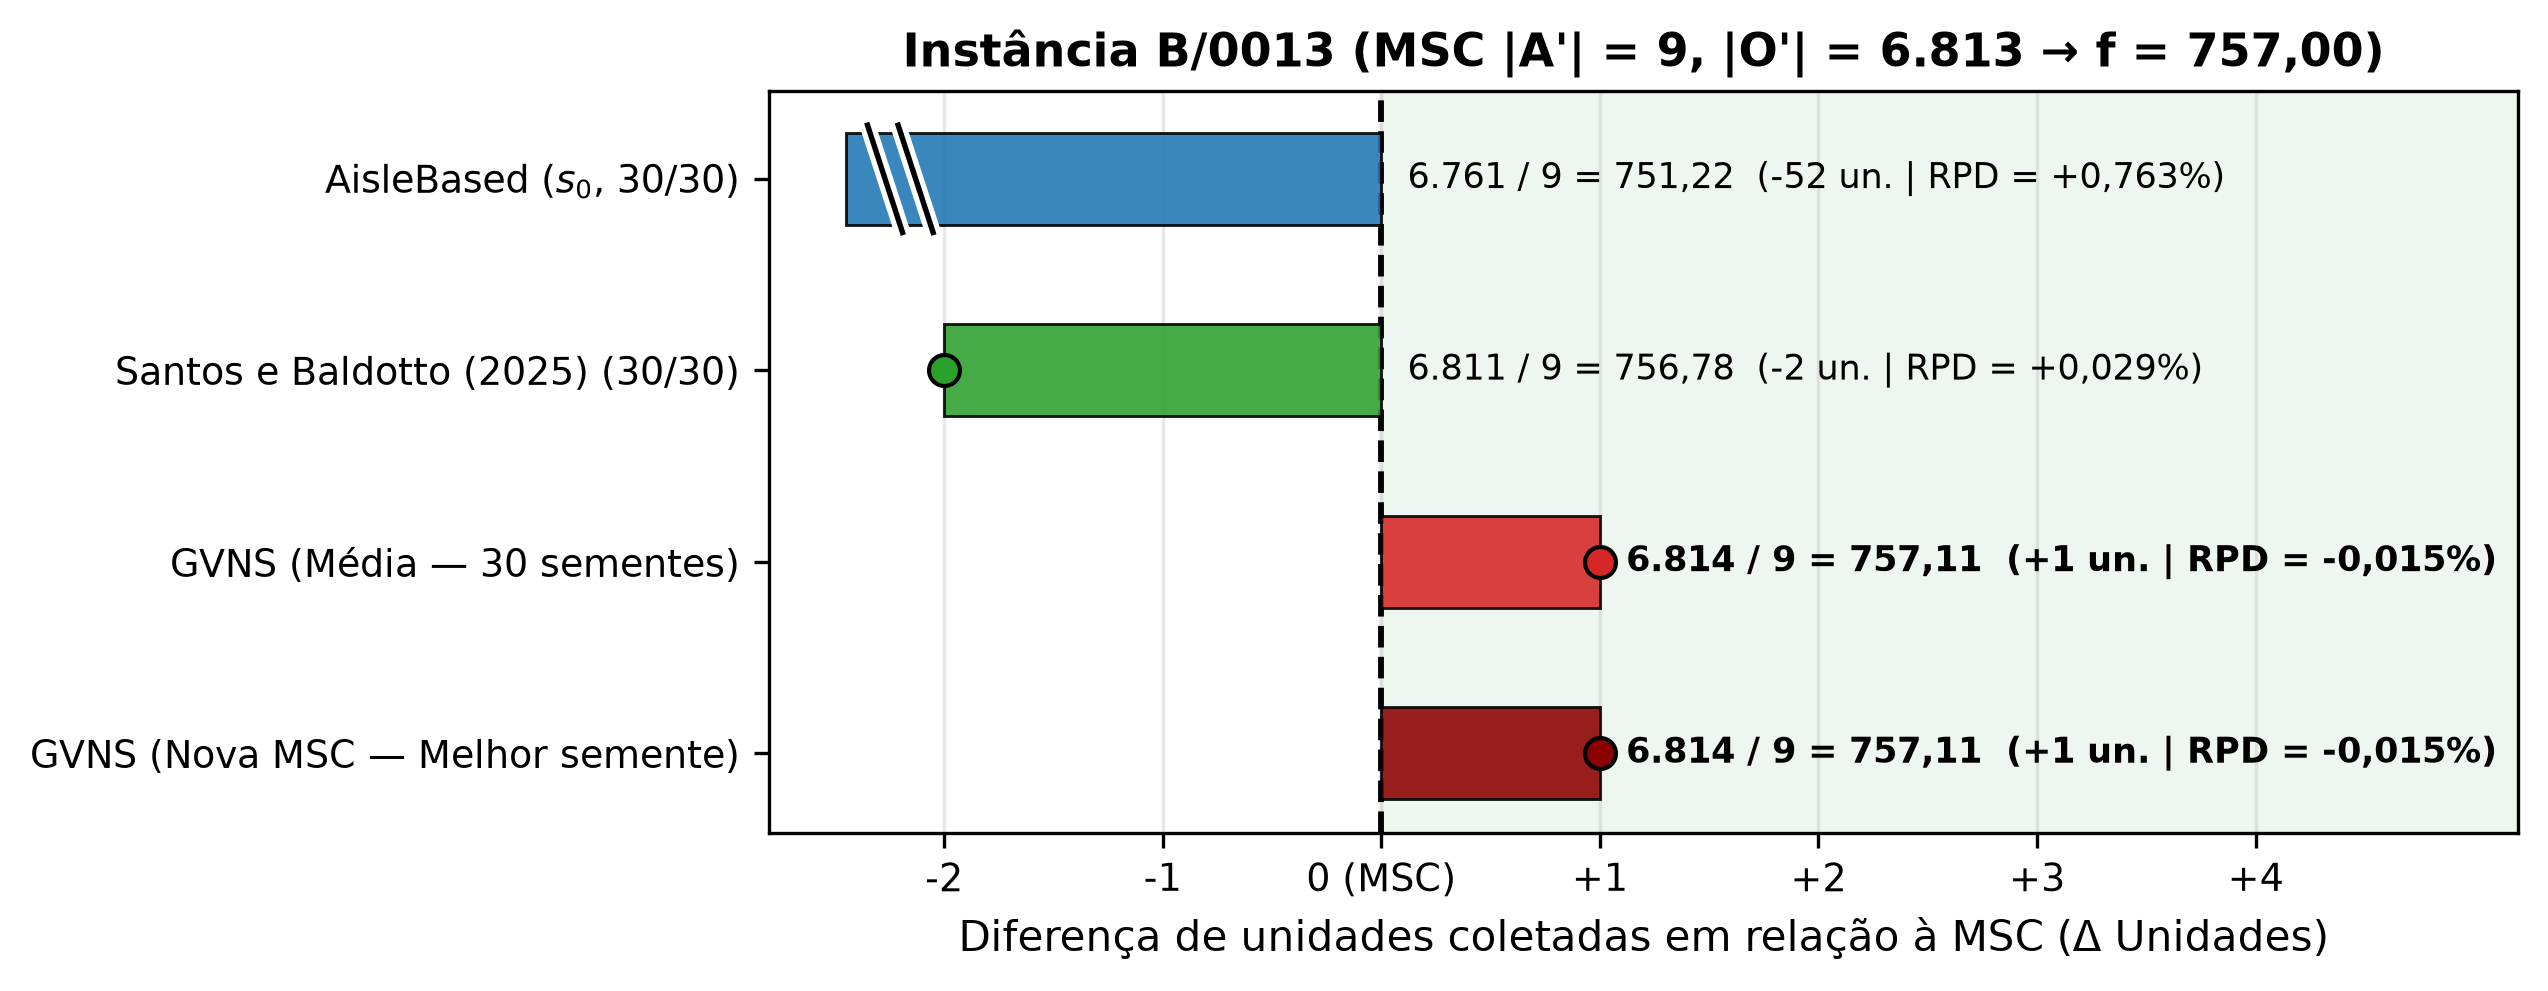 Instância B/0013 (MSC |A'| = 9, |O'| = 6.813 → f = 757,00)
AisleBased (s₀, 30/30)
6.761 / 9 = 751,22 (-52 un. | RPD = +0,763%)
Santos e Baldotto (2025) (30/30)
6.811 / 9 = 756,78 (-2 un. | RPD = +0,029%)
GVNS (Média — 30 sementes)
6.814 / 9 = 757,11 (+1 un. | RPD = -0,015%)
GVNS (Nova MSC — Melhor semente)
6.814 / 9 = 757,11 (+1 un. | RPD = -0,015%)
-2 -1 0 (MSC) +1 +2 +3 +4
Diferença de unidades coletadas em relação à MSC (Δ Unidades)